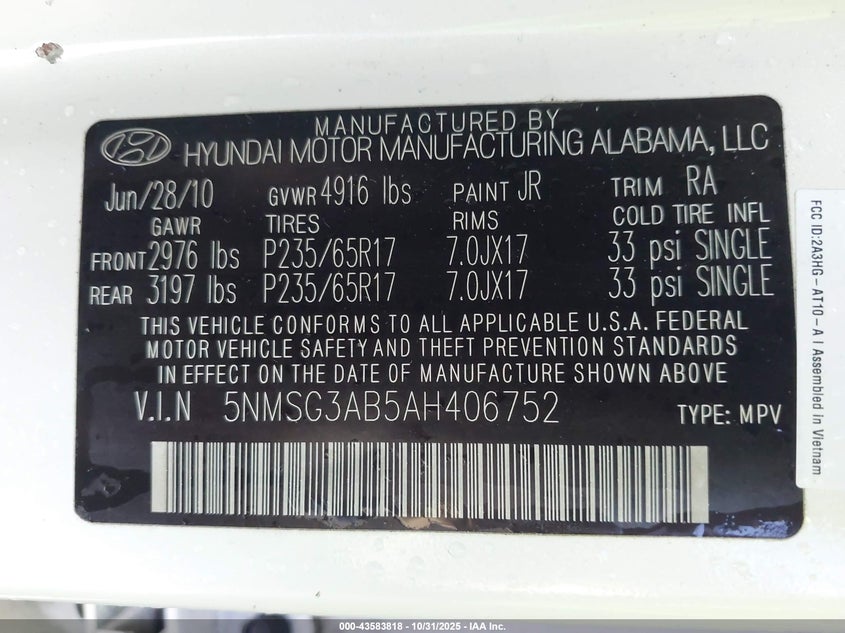 MANUFACTURED BY
HYUNDAI MOTOR MANUFACTURING ALABAMA, LLC
Jun/28/10 GVWR 4916 lbs PAINT JR TRIM RA
GAWR TIRES RIMS COLD TIRE INFL
FRONT 2976 lbs P235/65R17 7.0JX17 33 psi SINGLE
REAR 3197 lbs P235/65R17 7.0JX17 33 psi SINGLE
THIS VEHICLE CONFORMS TO ALL APPLICABLE U.S.A. FEDERAL
MOTOR VEHICLE SAFETY AND THEFT PREVENTION STANDARDS
IN EFFECT ON THE DATE OF MANUFACTURE SHOWN ABOVE
V.I.N 5NMSG3AB5AH406752 TYPE: MPV
FCC ID:2A3HG-AT10-A I Assembled in Vietnam
000-43583818 - 10/31/2025 - IAA Inc.